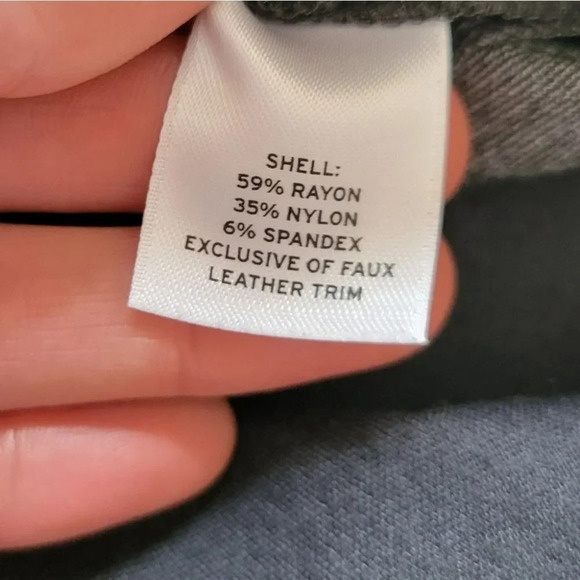 SHELL:
59% RAYON
35% NYLON
6% SPANDEX
EXCLUSIVE OF FAUX
LEATHER TRIM